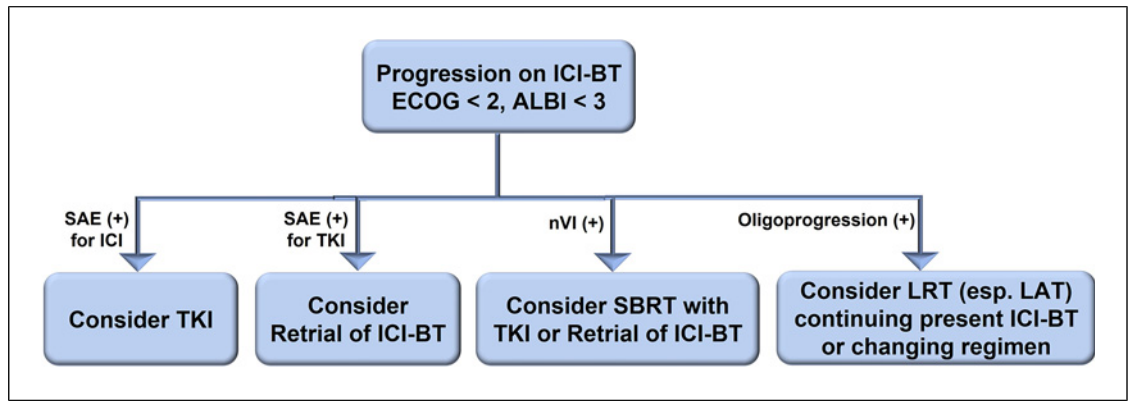 Progression on ICI-BT
ECOG < 2, ALBI < 3
SAE (+)
for ICI
SAE (+)
for TKI
nVI (+)
Oligoprogression (+)
Consider TKI
Consider
Retrial of ICI-BT
Consider SBRT with
TKI or Retrial of ICI-BT
Consider LRT (esp. LAT)
continuing present ICI-BT
or changing regimen